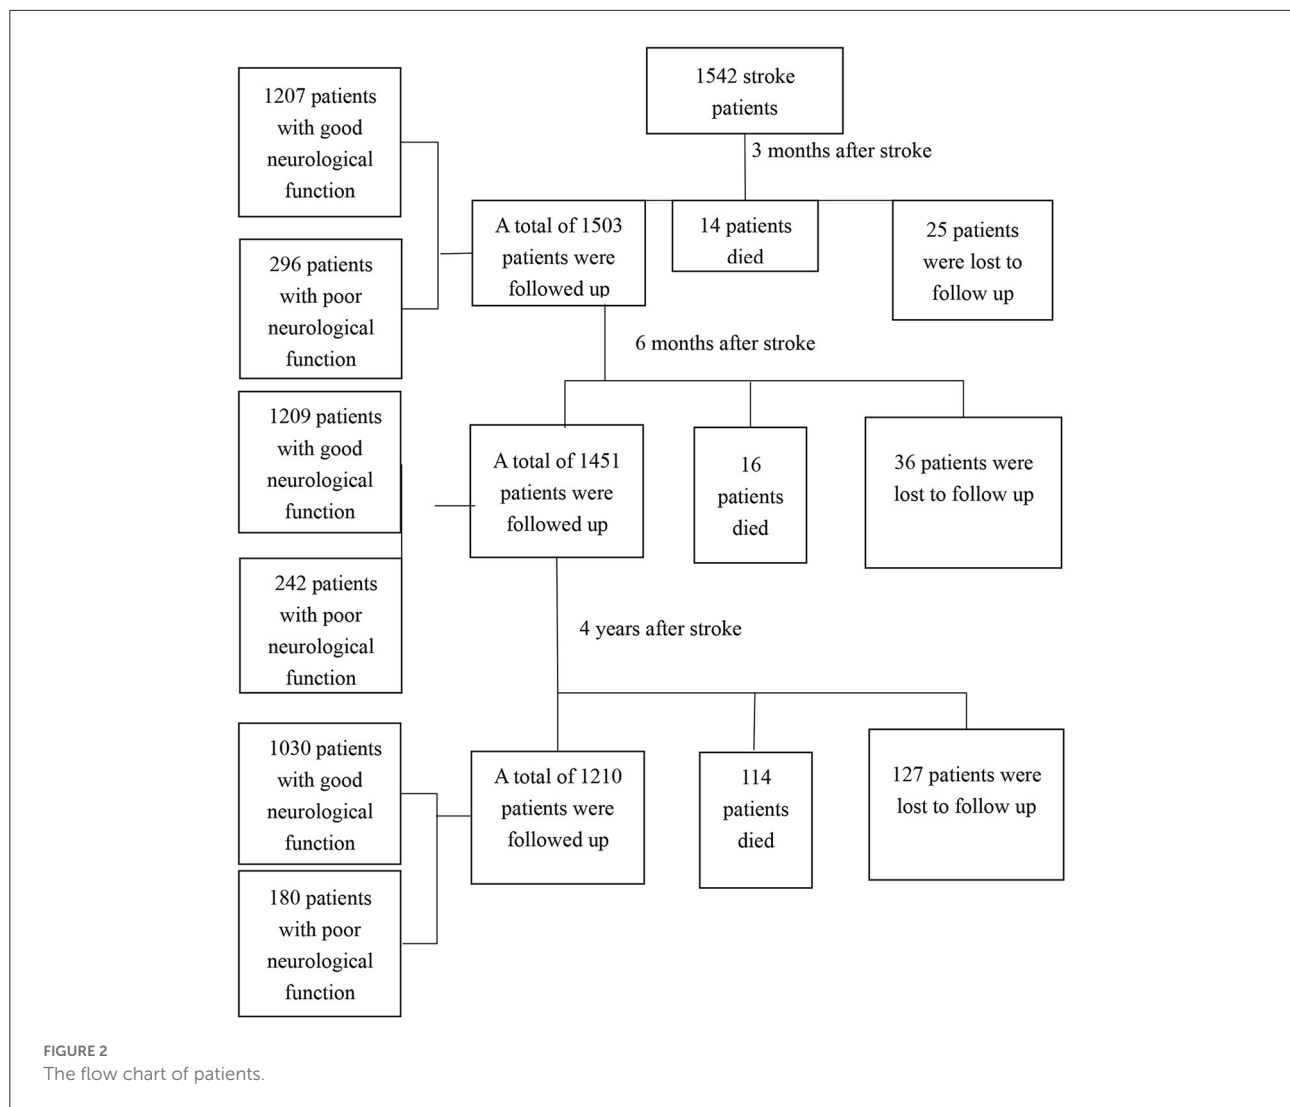 1542 stroke
patients
3 months after stroke
1207 patients
with good
neurological
function
296 patients
with poor
neurological
function
A total of 1503
patients were
followed up
14 patients
died
25 patients
were lost to
follow up
6 months after stroke
1209 patients
with good
neurological
function
242 patients
with poor
neurological
function
A total of 1451
patients were
followed up
16
patients
died
36 patients were
lost to follow up
4 years after stroke
1030 patients
with good
neurological
function
180 patients
with poor
neurological
function
A total of 1210
patients were
followed up
114
patients
died
127 patients were
lost to follow up
FIGURE 2
The flow chart of patients.